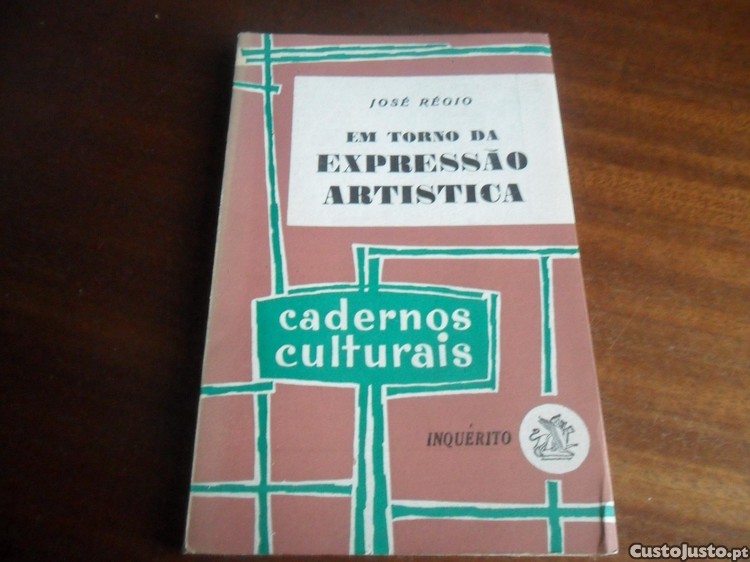 JOSÉ RÉGIO
EM TORNO DA
EXPRESSÃO
ARTISTICA
cadernos
culturais
INQUÉRITO
CustoJusto.pt